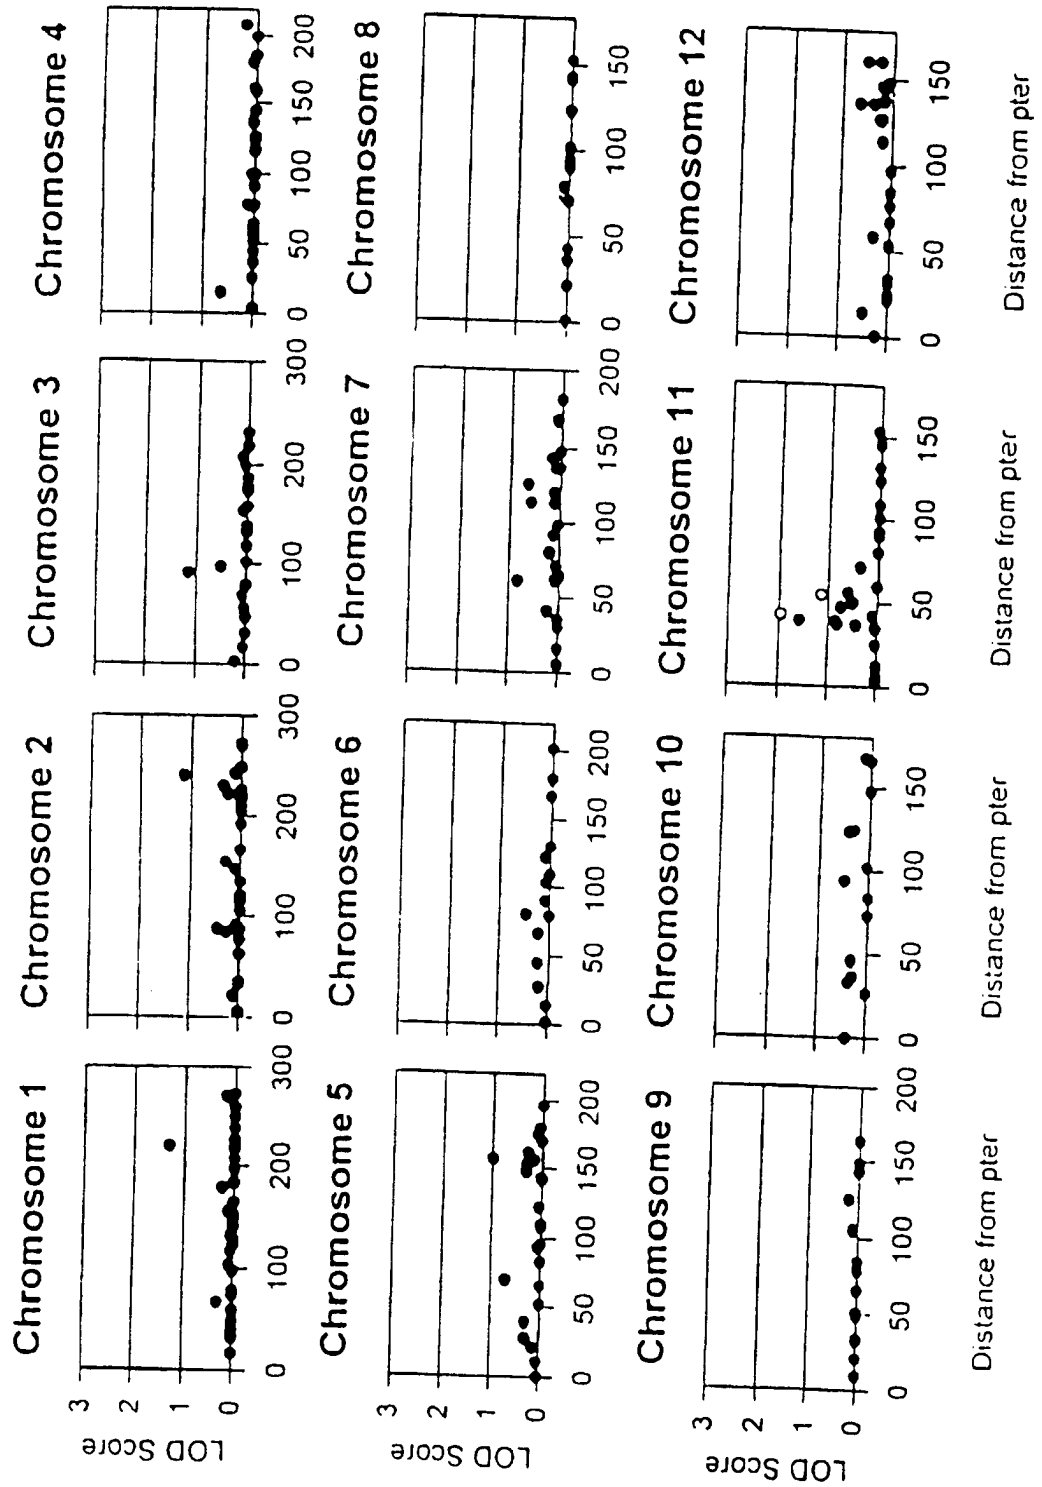 Chromosome 1
Chromosome 2
Chromosome 3
Chromosome 4
LOD Score
3
2
1
0
0 100 200 300
0 100 200 300
0 100 200 300
0 50 100 150 200
Chromosome 5
Chromosome 6
Chromosome 7
Chromosome 8
LOD Score
3
2
1
0
0 50 100 150 200
0 50 100 150 200
0 50 100 150 200
0 50 100 150
Chromosome 9
Chromosome 10
Chromosome 11
Chromosome 12
LOD Score
3
2
1
0
0 50 100 150 200
0 50 100 150
0 50 100 150
0 50 100 150
Distance from pter
Distance from pter
Distance from pter
Distance from pter